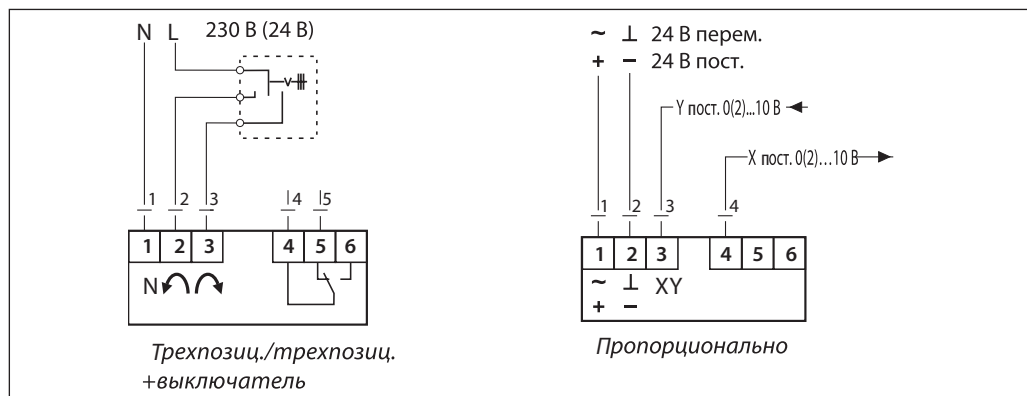 N L 230 В (24 В)
1 2 3 4 5
1 2 3 4 5 6
N
Трехпозиц./трехпозиц.
+выключатель
~ ⊥ 24 В перем.
+ – 24 В пост.
Y пост. 0(2)...10 В
X пост. 0(2)...10 В
1 2 3 4
1 2 3 4 5 6
~ ⊥ XY
+ –
Пропорционально